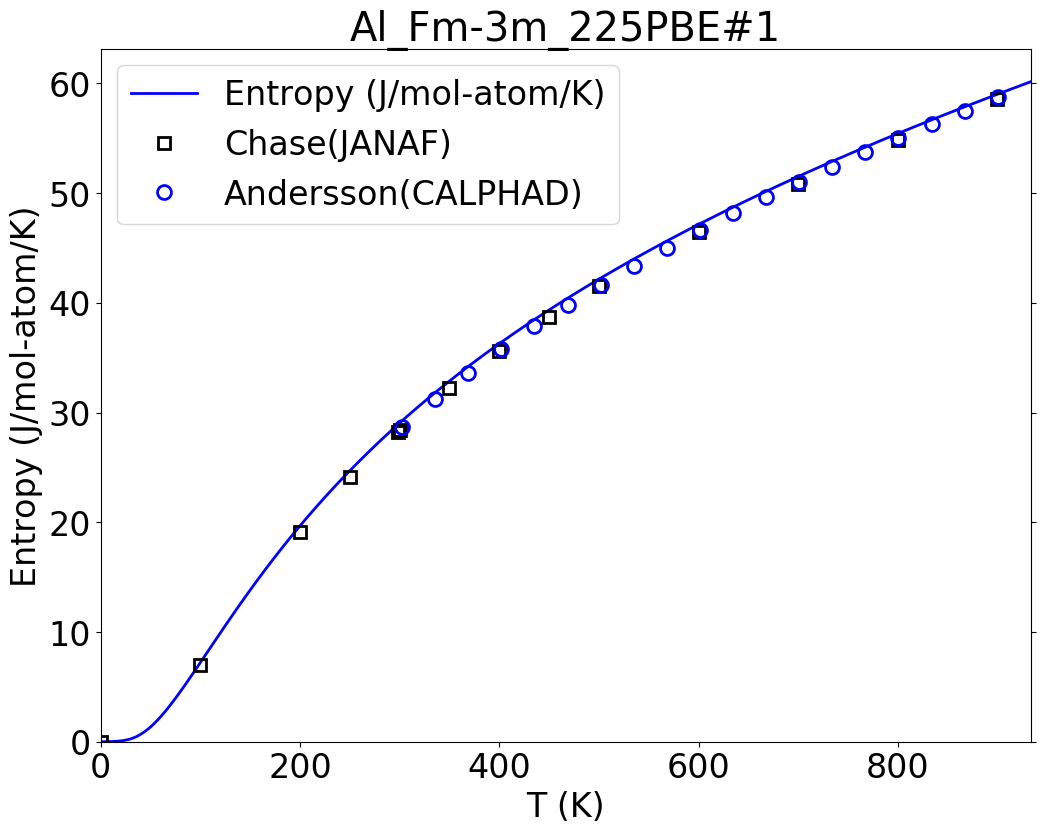 Al_Fm-3m_225PBE#1
Entropy (J/mol-atom/K)
Chase(JANAF)
Andersson(CALPHAD)
Entropy (J/mol-atom/K)
60
50
40
30
20
10
0
0 200 400 600 800
T (K)